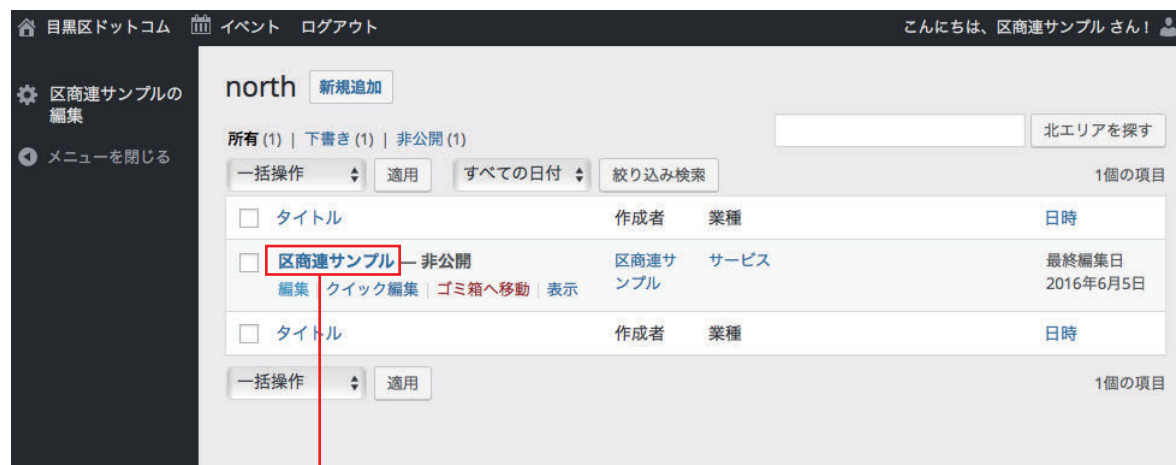 目黒区ドットコム イベント ログアウト こんにちは、区商連サンプル さん!
区商連サンプルの
編集
メニューを閉じる
north 新規追加
所有 (1) | 下書き (1) | 非公開 (1)
北エリアを探す
一括操作 適用 すべての日付 絞り込み検索 1個の項目
タイトル 作成者 業種 日時
区商連サンプル — 非公開 区商連サ サービス 最終編集日
編集 | クイック編集 | ゴミ箱へ移動 | 表示 ンプル 2016年6月5日
タイトル 作成者 業種 日時
一括操作 適用 1個の項目